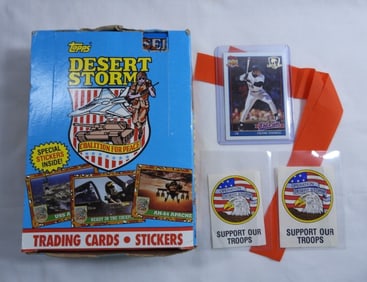 TOPPS
DESERT
STORM
COALITION FOR PEACE
SPECIAL
STICKERS
INSIDE!
READY IN THE
AH-64 APACHE
TRADING CARDS • STICKERS
SUPPORT OUR
TROOPS
SUPPORT OUR
TROOPS